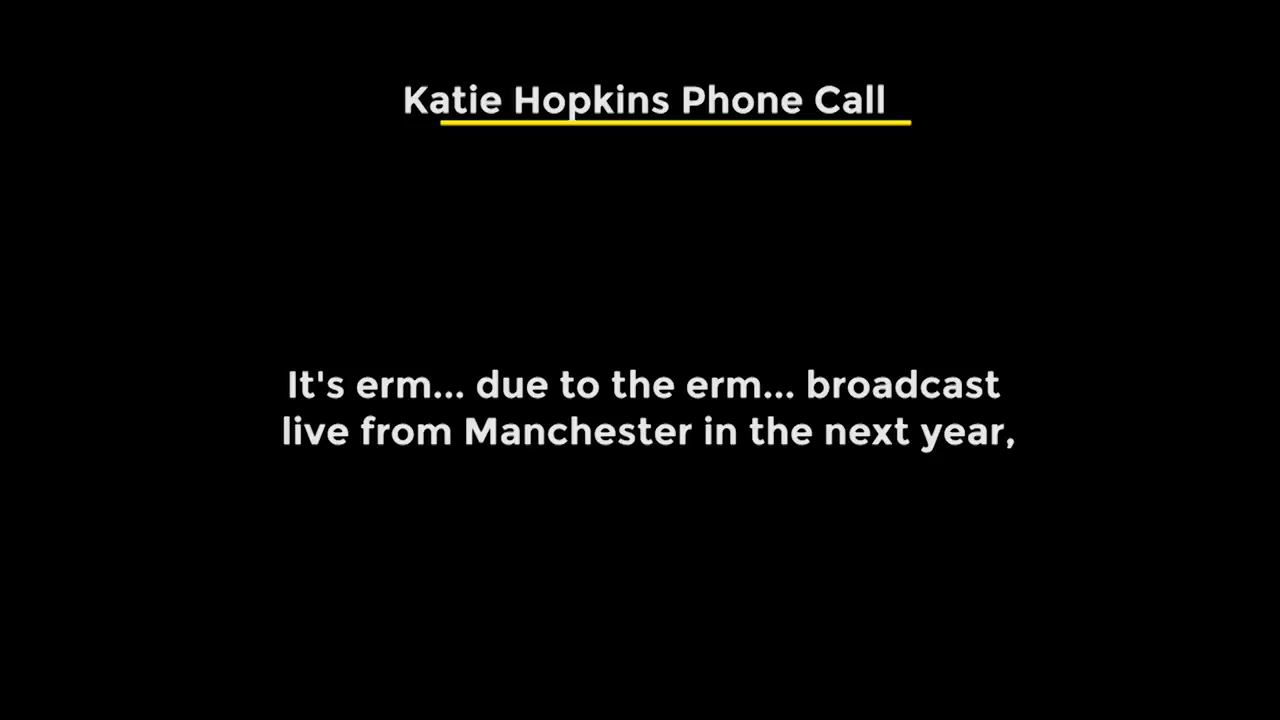 Katie Hopkins Phone Call
It's erm... due to the erm... broadcast
live from Manchester in the next year,